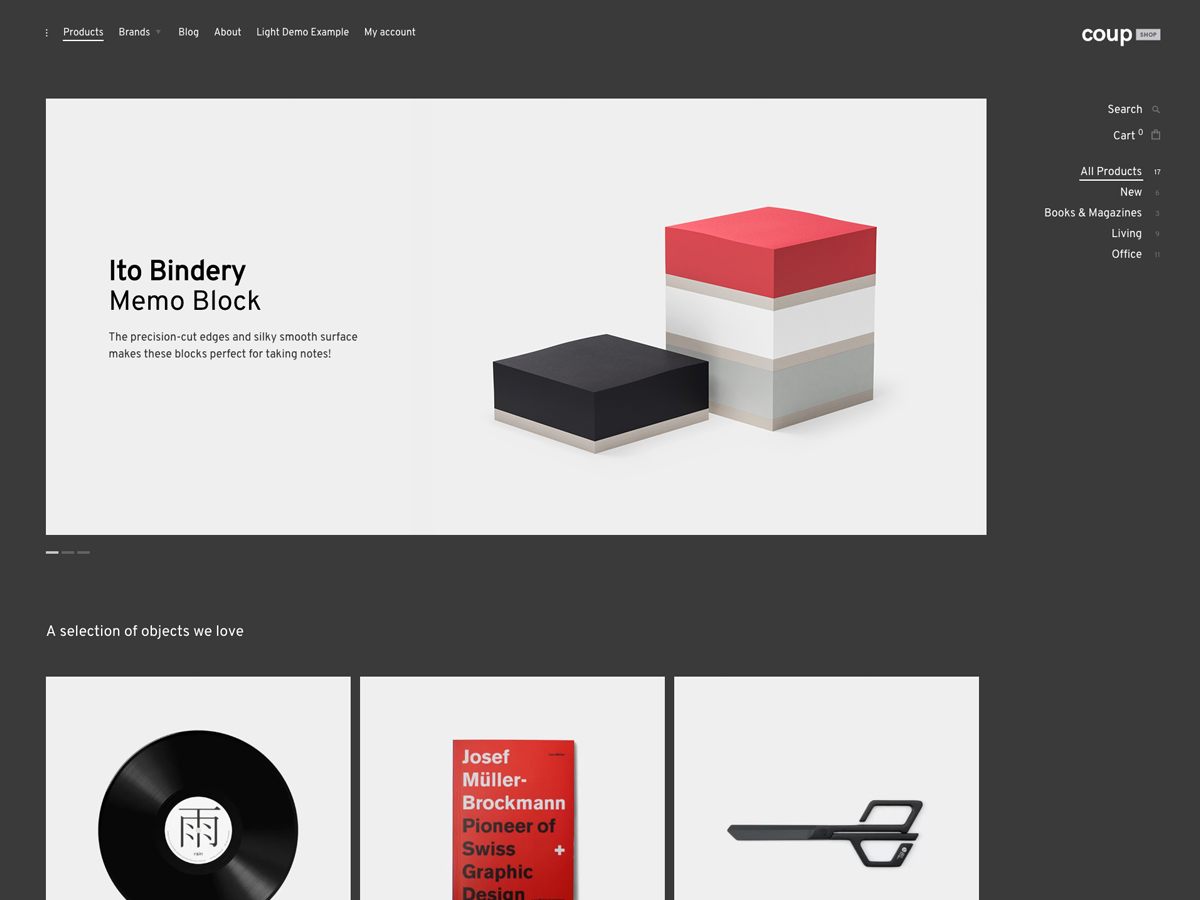 Products Brands Blog About Light Demo Example My account
coup SHOP
Search
Cart 0
All Products 17
New 6
Books & Magazines 3
Living 9
Office 11
Ito Bindery
Memo Block
The precision-cut edges and silky smooth surface
makes these blocks perfect for taking notes!
A selection of objects we love
雨
rain
Josef
Müller-
Brockmann
Pioneer of
Swiss
Graphic
Design